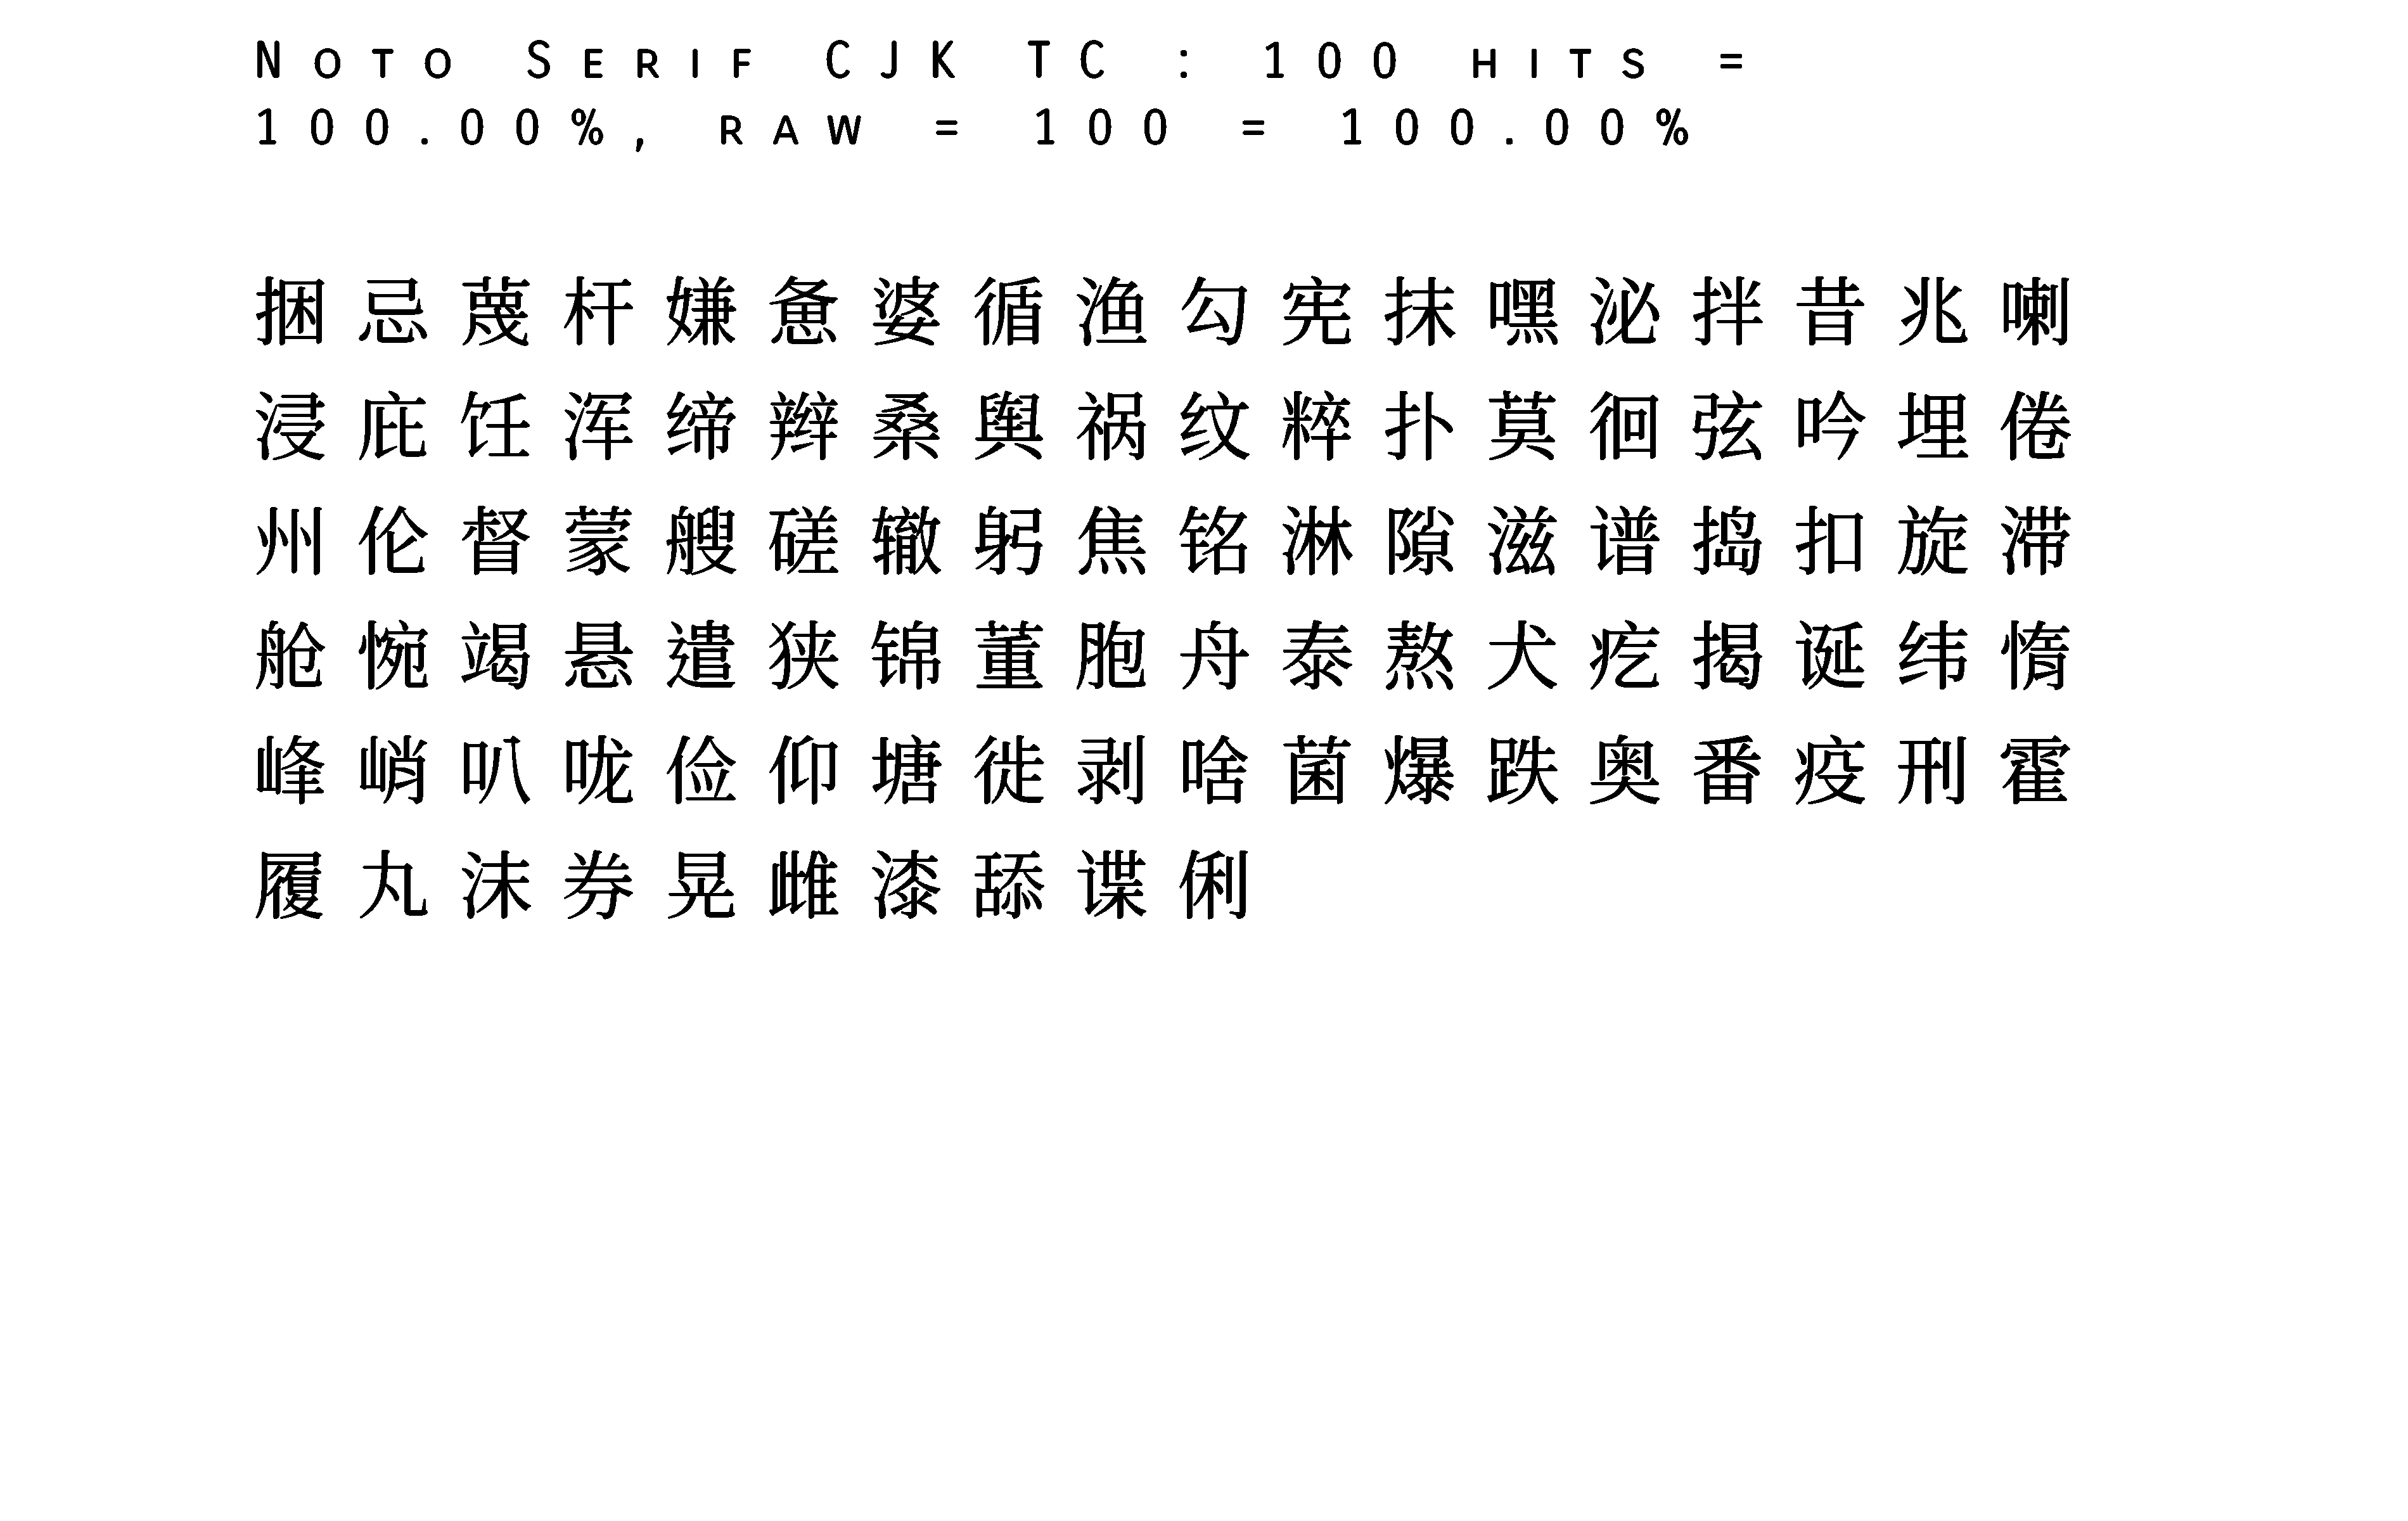 Noto Serif CJK TC : 100 hits =
100.00%, raw = 100 = 100.00%
捆忌蔑杆嫌惫婆循渔勾宪抹嘿泌拌昔兆喇
浸庇饪浑缔辫桑舆祸纹粹扑莫徊弦吟埋倦
州伦督蒙艘磋辙躬焦铭淋隙滋谱捣扣旋滞
舱惋竭悬遣狭锦董胞舟泰熬犬疙揭诞纬惰
峰峭叭咙俭仰塘徙剥啥菌爆跌奥番疫刑霍
履丸沫券晃雌漆舔谍俐